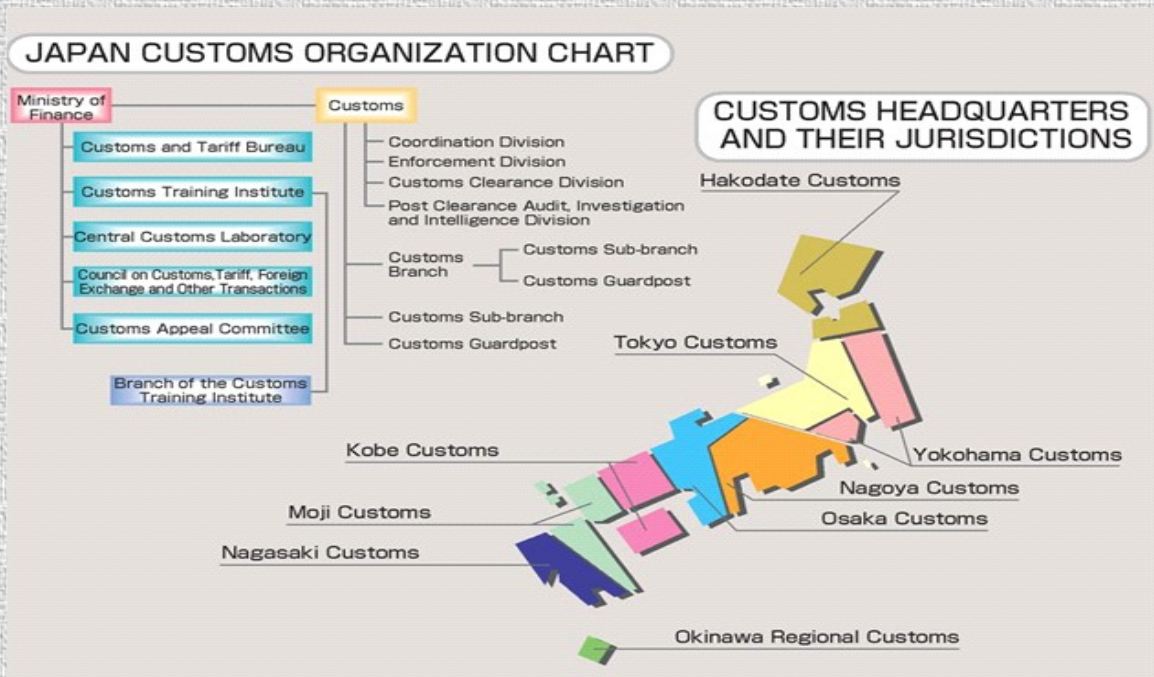 JAPAN CUSTOMS ORGANIZATION CHART
Ministry of
Finance
Customs
Customs and Tariff Bureau
Customs Training Institute
Central Customs Laboratory
Council on Customs,Tariff, Foreign
Exchange and Other Transactions
Customs Appeal Committee
Branch of the Customs
Training Institute
Coordination Division
Enforcement Division
Customs Clearance Division
Post Clearance Audit, Investigation
and Intelligence Division
Customs
Branch
Customs Sub-branch
Customs Guardpost
Customs Sub-branch
Customs Guardpost
CUSTOMS HEADQUARTERS
AND THEIR JURISDICTIONS
Hakodate Customs
Tokyo Customs
Yokohama Customs
Kobe Customs
Nagoya Customs
Moji Customs
Osaka Customs
Nagasaki Customs
Okinawa Regional Customs